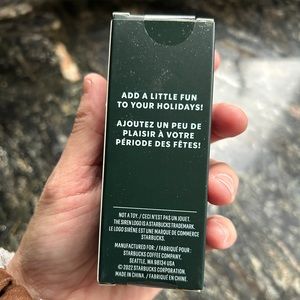 ADD A LITTLE FUN
TO YOUR HOLIDAYS!
AJOUTEZ UN PEU DE
PLAISIR À VOTRE
PÉRIODE DES FÊTES!
NOT A TOY. / CECI N'EST PAS UN JOUET.
THE SIREN LOGO IS A STARBUCKS TRADEMARK.
LE LOGO SIRÈNE EST UNE MARQUE DE COMMERCE
STARBUCKS.
MANUFACTURED FOR: / FABRIQUÉ POUR:
STARBUCKS COFFEE COMPANY,
SEATTLE, WA 98134 USA
© 2022 STARBUCKS CORPORATION.
MADE IN CHINA. / FABRIQUÉ EN CHINE.